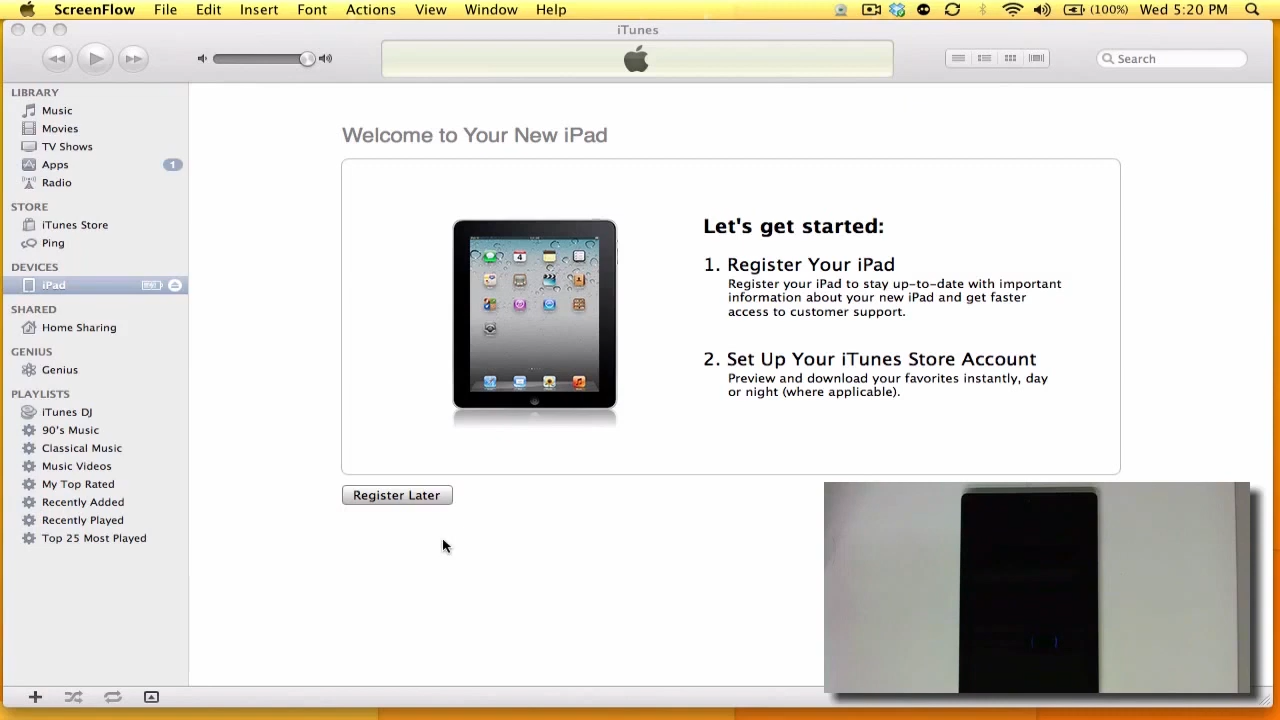 ScreenFlow File Edit Insert Font Actions View Window Help (100%) Wed 5:20 PM
iTunes
Search
LIBRARY
Music
Movies
TV Shows
Apps 1
Radio
STORE
iTunes Store
Ping
DEVICES
iPad
SHARED
Home Sharing
GENIUS
Genius
PLAYLISTS
iTunes DJ
90's Music
Classical Music
Music Videos
My Top Rated
Recently Added
Recently Played
Top 25 Most Played
Welcome to Your New iPad
4
Let's get started:
1. Register Your iPad
Register your iPad to stay up-to-date with important
information about your new iPad and get faster
access to customer support.
2. Set Up Your iTunes Store Account
Preview and download your favorites instantly, day
or night (where applicable).
Register Later